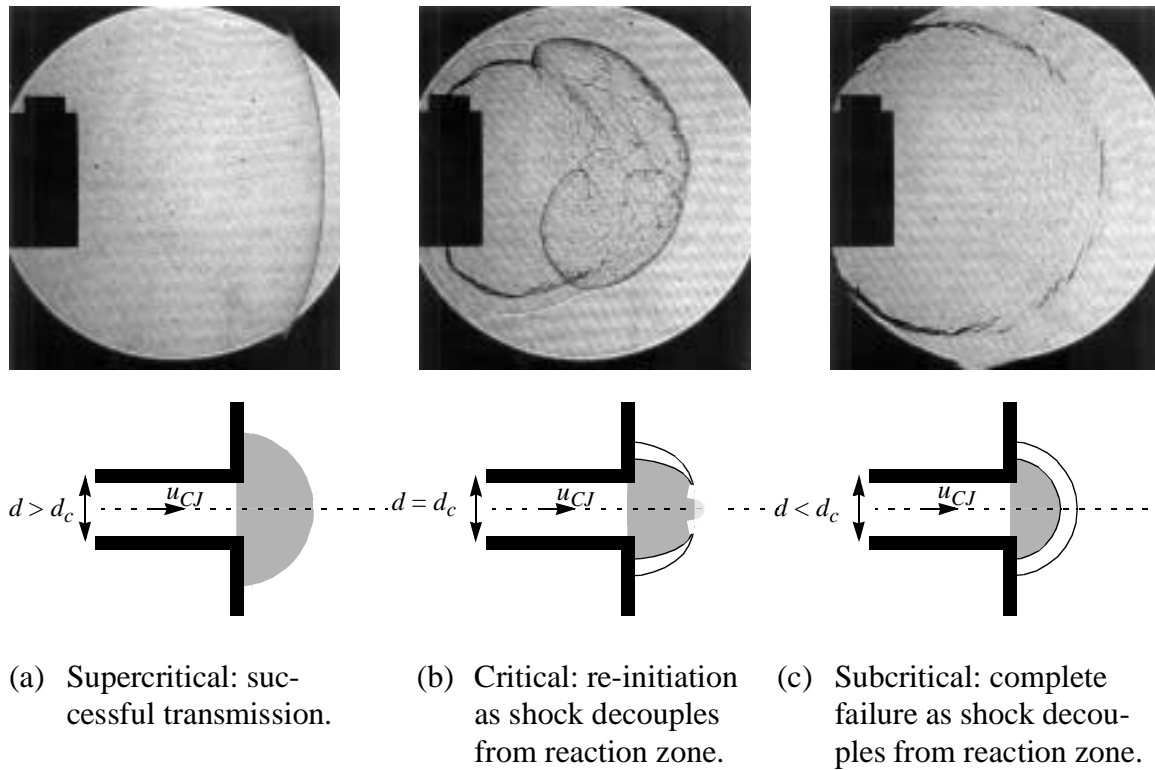 d > d_c
u_CJ
d = d_c
u_CJ
d < d_c
u_CJ
(a) Supercritical: suc-
cessful transmission.
(b) Critical: re-initiation
as shock decouples
from reaction zone.
(c) Subcritical: complete
failure as shock decou-
ples from reaction zone.